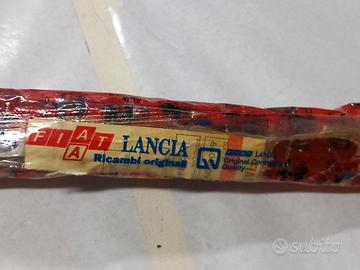 FIAT LANCIA
Ricambi originali
Original Component
Quality
subito